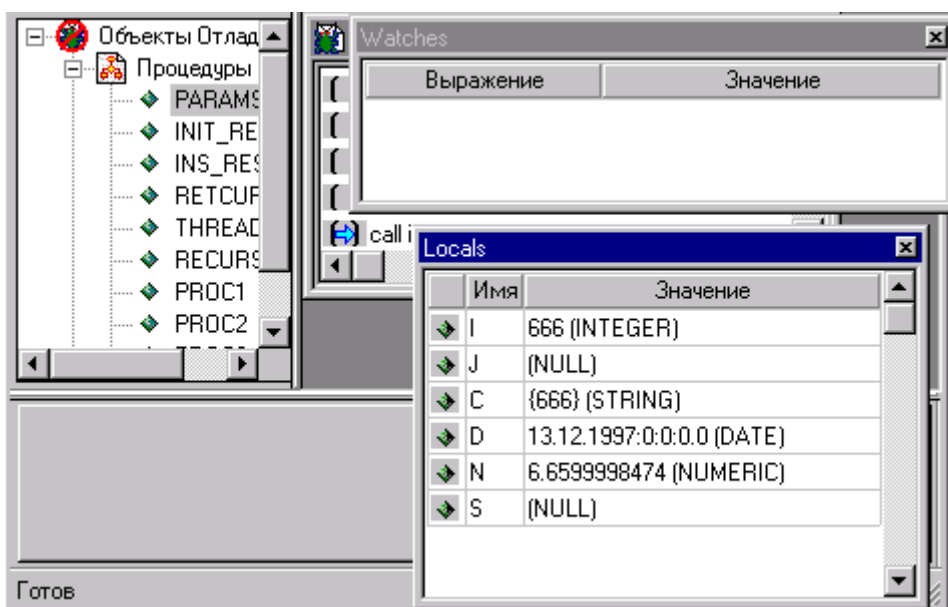 Объекты Отлад
Процедуры
PARAMS
INIT_RE
INS_RES
RETCUR
THREAD
RECURS
PROC1
PROC2
Watches
Выражение Значение
call i
Locals
Имя Значение
I 666 (INTEGER)
J (NULL)
C {666} (STRING)
D 13.12.1997:0:0:0.0 (DATE)
N 6.6599998474 (NUMERIC)
S (NULL)
Готов